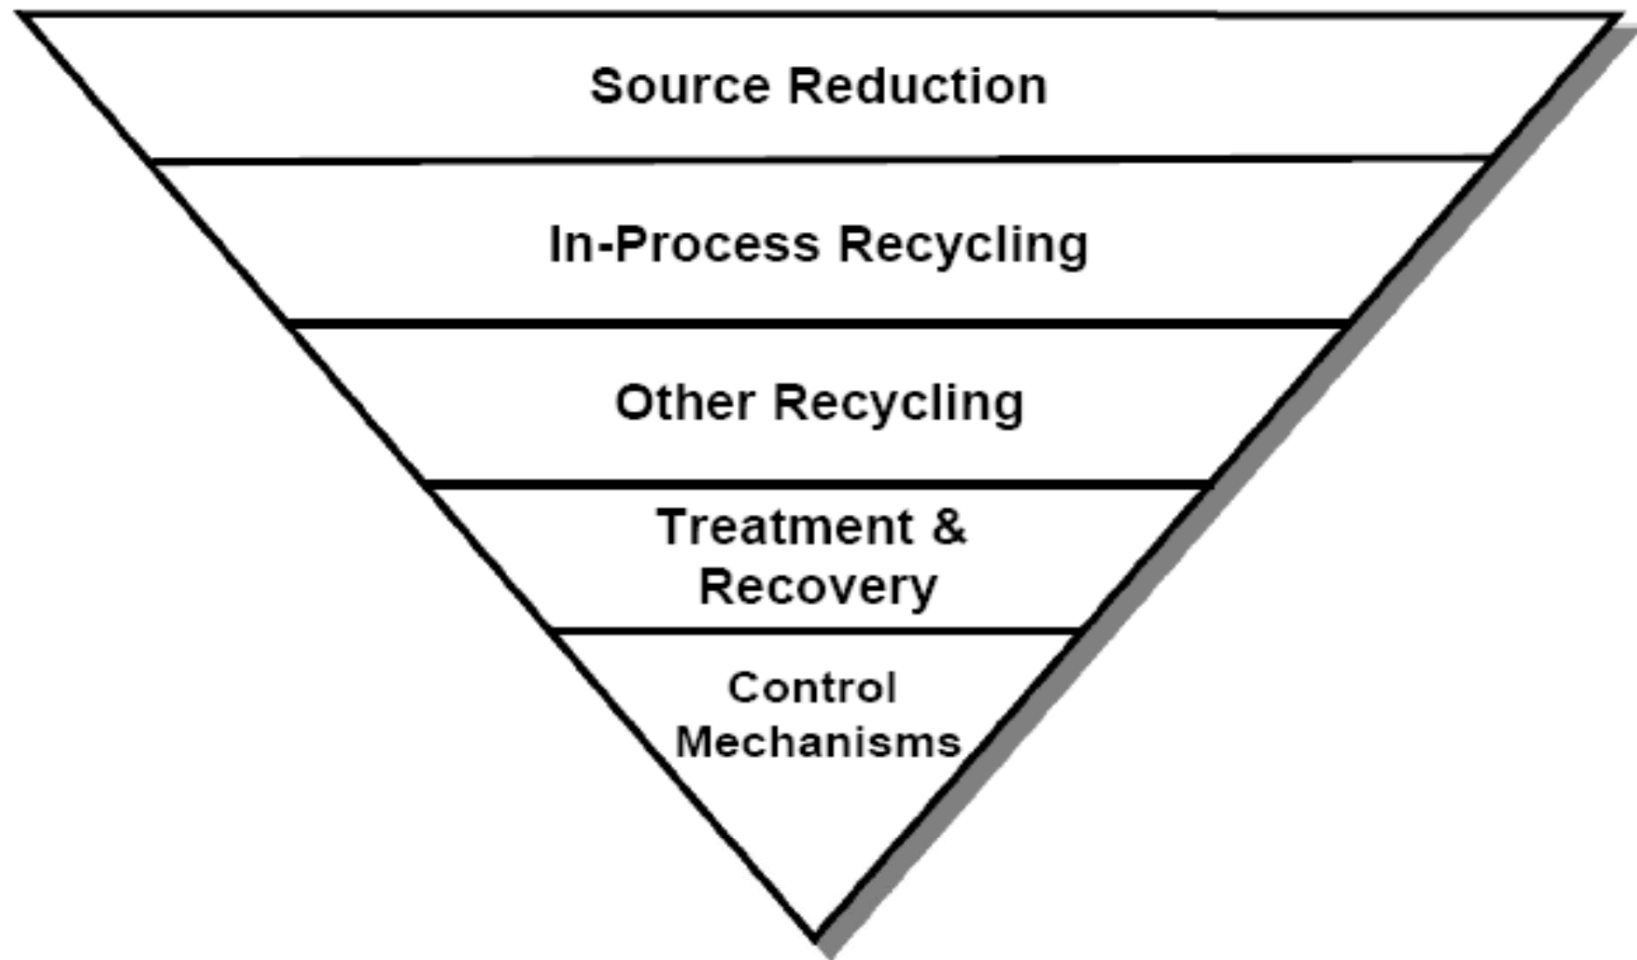 Source Reduction
In-Process Recycling
Other Recycling
Treatment &
Recovery
Control
Mechanisms